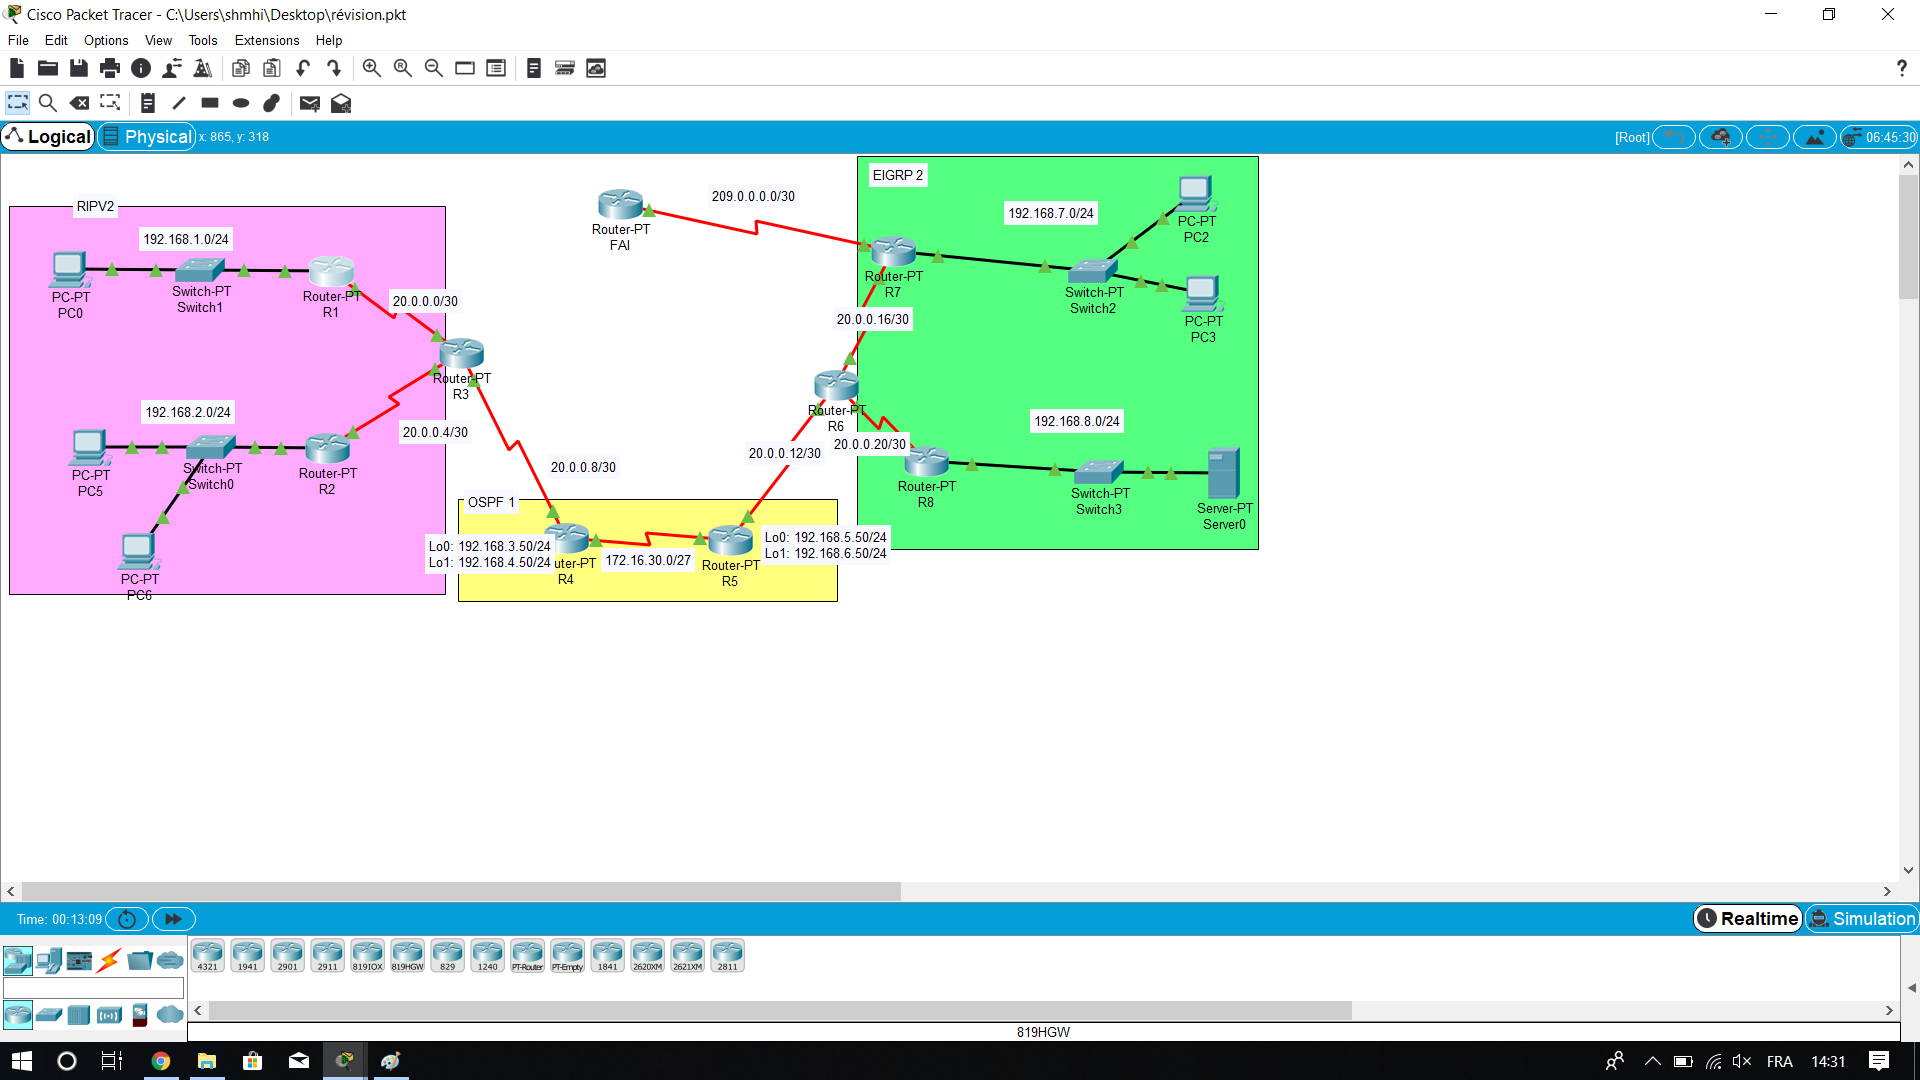 Cisco Packet Tracer - C:\Users\shmhi\Desktop\révision.pkt
File Edit Options View Tools Extensions Help
?
Logical Physical x: 865, y: 318 [Root] 06:45:30
RIPV2
192.168.1.0/24
PC-PT
PC0
Switch-PT
Switch1
Router-PT
R1
20.0.0.0/30
Router-PT
R3
192.168.2.0/24
20.0.0.4/30
PC-PT
PC5
Switch-PT
Switch0
Router-PT
R2
PC-PT
PC6
Router-PT
FAI
209.0.0.0.0/30
20.0.0.8/30
OSPF 1
Lo0: 192.168.3.50/24
Lo1: 192.168.4.50/24
uter-PT
R4
172.16.30.0/27
Router-PT
R5
Lo0: 192.168.5.50/24
Lo1: 192.168.6.50/24
20.0.0.12/30
EIGRP 2
192.168.7.0/24
PC-PT
PC2
Router-PT
R7
Switch-PT
Switch2
PC-PT
PC3
20.0.0.16/30
Router-PT
R6
20.0.0.20/30
192.168.8.0/24
Router-PT
R8
Switch-PT
Switch3
Server-PT
Server0
Time: 00:13:09 Realtime Simulation
4321 1941 2901 2911 819IOX 819HGW 829 1240 PT-Router PT-Empty 1841 2620XM 2621XM 2811
819HGW
FRA 14:31